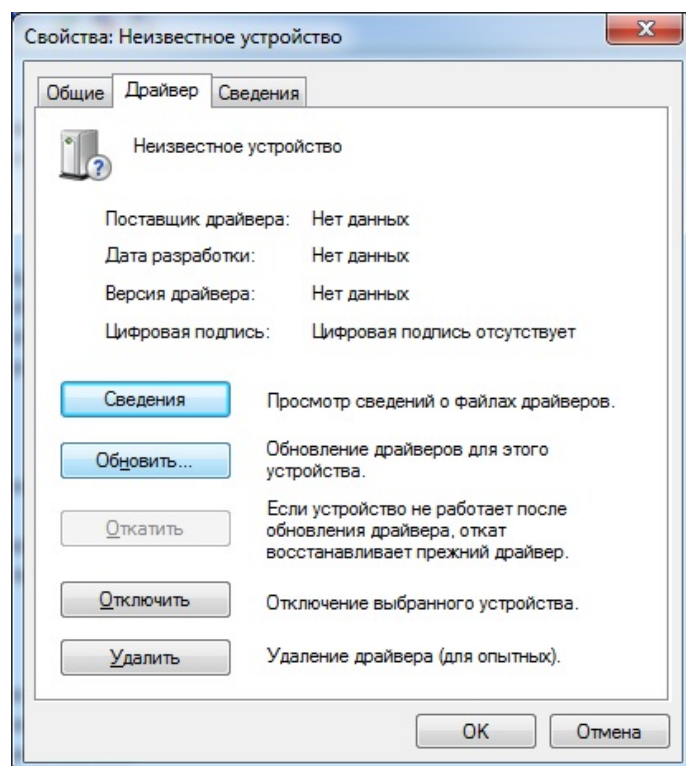 Свойства: Неизвестное устройство
Общие Драйвер Сведения
Неизвестное устройство
Поставщик драйвера: Нет данных
Дата разработки: Нет данных
Версия драйвера: Нет данных
Цифровая подпись: Цифровая подпись отсутствует
Сведения Просмотр сведений о файлах драйверов.
Обновить... Обновление драйверов для этого
устройства.
Откатить Если устройство не работает после
обновления драйвера, откат
восстанавливает прежний драйвер.
Отключить Отключение выбранного устройства.
Удалить Удаление драйвера (для опытных).
OK Отмена